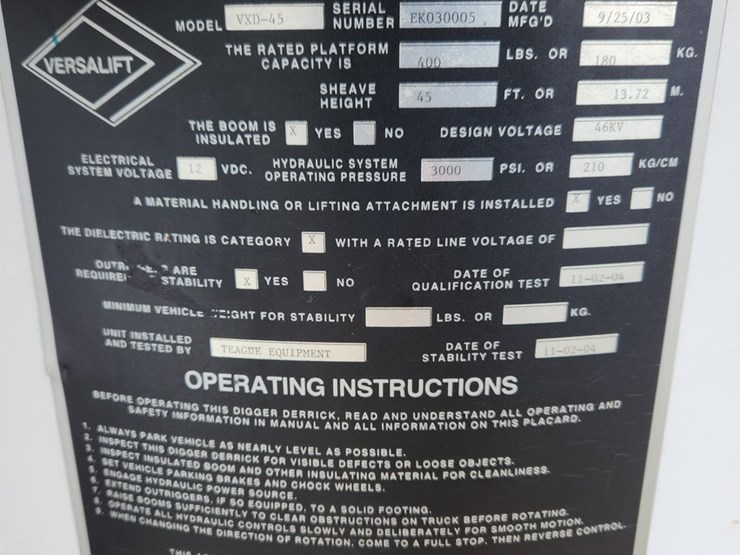 VERSALIFT
MODEL VXD-45 SERIAL NUMBER EK030005 DATE MFG'D 9/25/03
THE RATED PLATFORM CAPACITY IS 400 LBS. OR 180 KG.
SHEAVE HEIGHT 45 FT. OR 13.72 M.
THE BOOM IS INSULATED X YES NO DESIGN VOLTAGE 46KV
ELECTRICAL SYSTEM VOLTAGE 12 VDC. HYDRAULIC SYSTEM OPERATING PRESSURE 3000 PSI. OR 210 KG/CM
A MATERIAL HANDLING OR LIFTING ATTACHMENT IS INSTALLED X YES NO
THE DIELECTRIC RATING IS CATEGORY X WITH A RATED LINE VOLTAGE OF
ARE STABILITY X YES NO DATE OF QUALIFICATION TEST 11-02-04
MINIMUM VEHICLE FOR STABILITY LBS. OR KG.
UNIT INSTALLED AND TESTED BY TEAGUE EQUIPMENT DATE OF STABILITY TEST 11-02-04
OPERATING INSTRUCTIONS
BEFORE OPERATING THIS DIGGER DERRICK, READ AND UNDERSTAND ALL OPERATING AND
SAFETY INFORMATION IN MANUAL AND ALL INFORMATION ON THIS PLACARD.
1. ALWAYS PARK VEHICLE AS NEARLY LEVEL AS POSSIBLE.
2. INSPECT THIS DIGGER DERRICK FOR VISIBLE DEFECTS OR LOOSE OBJECTS.
3. INSPECT INSULATED BOOM AND OTHER INSULATING MATERIAL FOR CLEANLINESS.
4. SET VEHICLE PARKING BRAKES AND CHOCK WHEELS.
5. ENGAGE HYDRAULIC POWER SOURCE.
6. EXTEND OUTRIGGERS, IF SO EQUIPPED, TO A SOLID FOOTING.
7. RAISE BOOMS SUFFICIENTLY TO CLEAR OBSTRUCTIONS ON TRUCK BEFORE ROTATING.
8. OPERATE ALL HYDRAULIC CONTROLS SLOWLY AND DELIBERATELY FOR SMOOTH MOTION.
9. WHEN CHANGING THE DIRECTION OF ROTATION, COME TO A FULL STOP, THEN REVERSE CONTROL.